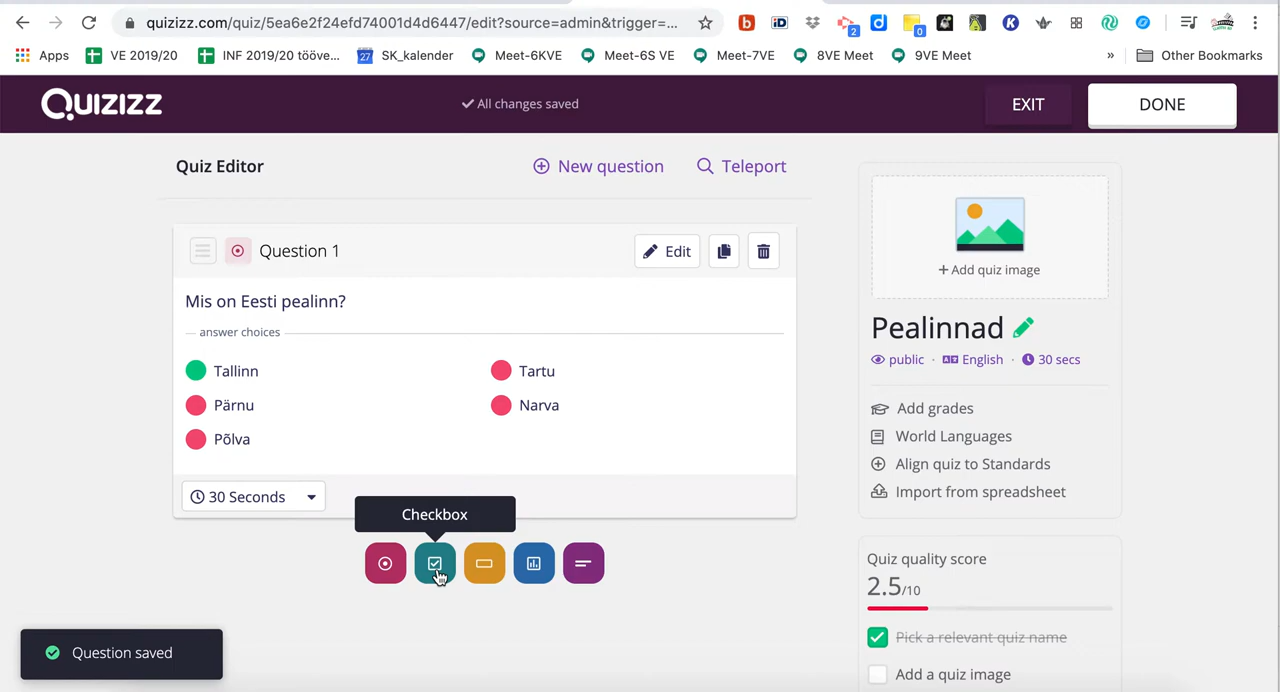 quizizz.com/quiz/5ea6e2f24efd74001d4d6447/edit?source=admin&trigger=...
Apps
VE 2019/20
INF 2019/20 tööve...
SK_kalender
Meet-6KVE
Meet-6S VE
Meet-7VE
8VE Meet
9VE Meet
»
Other Bookmarks
QUIZIZZ
All changes saved
EXIT
DONE
Quiz Editor
New question
Teleport
Question 1
Edit
Mis on Eesti pealinn?
answer choices
Tallinn
Tartu
Pärnu
Narva
Põlva
30 Seconds
Checkbox
Question saved
+ Add quiz image
Pealinnad
public · English · 30 secs
Add grades
World Languages
Align quiz to Standards
Import from spreadsheet
Quiz quality score
2.5/10
Pick a relevant quiz name
Add a quiz image